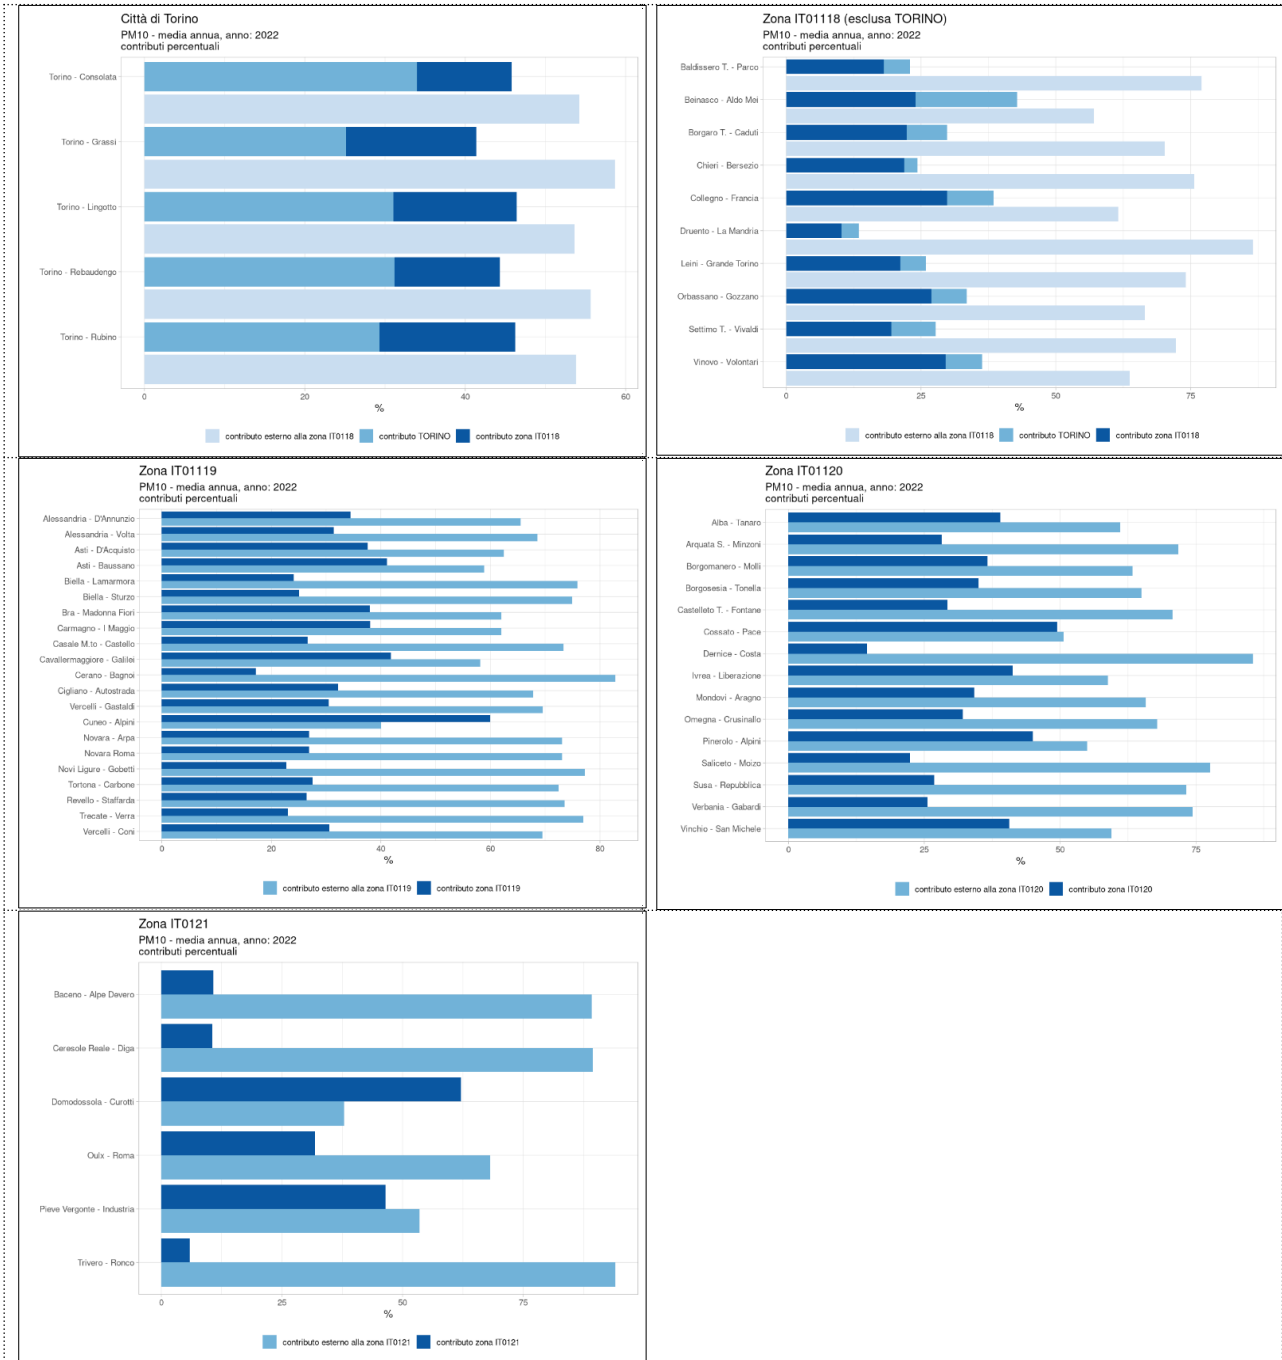 Città di Torino
PM10 - media annua, anno: 2022
contributi percentuali
Torino - Consolata
Torino - Grassi
Torino - Lingotto
Torino - Rebaudengo
Torino - Rubino
0 20 40 60
%
contributo esterno alla zona IT0118 contributo TORINO contributo zona IT0118
Zona IT01118 (esclusa TORINO)
PM10 - media annua, anno: 2022
contributi percentuali
Baldissero T. - Parco
Beinasco - Aldo Mei
Borgaro T. - Caduti
Chieri - Bersezio
Collegno - Francia
Druento - La Mandria
Leini - Grande Torino
Orbassano - Gozzano
Settimo T. - Vivaldi
Vinovo - Volontari
0 25 50 75
%
contributo esterno alla zona IT0118 contributo TORINO contributo zona IT0118
Zona IT01119
PM10 - media annua, anno: 2022
contributi percentuali
Alessandria - D'Annunzio
Alessandria - Volta
Asti - D'Acquisto
Asti - Baussano
Biella - Lamarmora
Biella - Sturzo
Bra - Madonna Fiori
Carmagno - I Maggio
Casale M.to - Castello
Cavallermaggiore - Galilei
Cerano - Bagnoi
Cigliano - Autostrada
Vercelli - Gastaldi
Cuneo - Alpini
Novara - Arpa
Novara Roma
Novi Ligure - Gobetti
Tortona - Carbone
Revello - Staffarda
Trecate - Verra
Vercelli - Coni
0 20 40 60 80
%
contributo esterno alla zona IT0119 contributo zona IT0119
Zona IT01120
PM10 - media annua, anno: 2022
contributi percentuali
Alba - Tanaro
Arquata S. - Minzoni
Borgomanero - Molli
Borgosesia - Tonella
Castelleto T. - Fontane
Cossato - Pace
Dernice - Costa
Ivrea - Liberazione
Mondovi - Aragno
Omegna - Crusinallo
Pinerolo - Alpini
Saliceto - Moizo
Susa - Repubblica
Verbania - Gabardi
Vinchio - San Michele
0 25 50 75
%
contributo esterno alla zona IT0120 contributo zona IT0120
Zona IT0121
PM10 - media annua, anno: 2022
contributi percentuali
Baceno - Alpe Devero
Ceresole Reale - Diga
Domodossola - Curotti
Oulx - Roma
Pieve Vergonte - Industria
Trivero - Ronco
0 25 50 75
%
contributo esterno alla zona IT0121 contributo zona IT0121